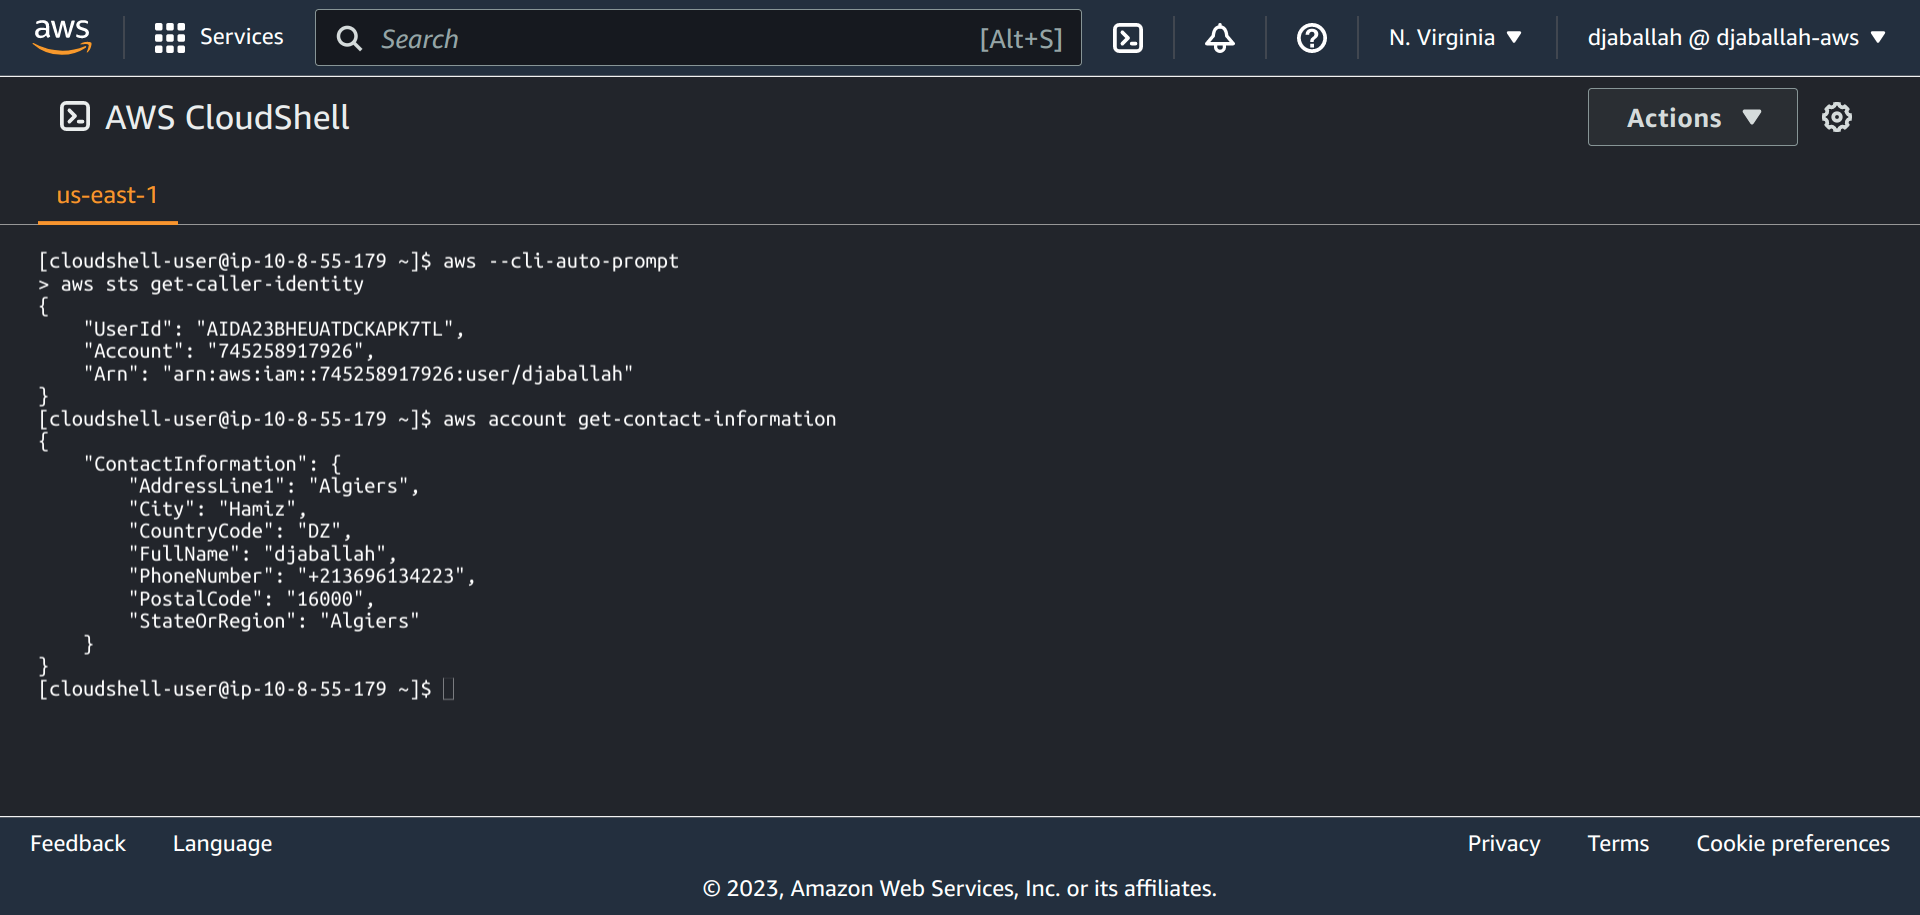 aws
Services
Search [Alt+S]
N. Virginia
djaballah @ djaballah-aws
AWS CloudShell
Actions
us-east-1
[cloudshell-user@ip-10-8-55-179 ~]$ aws --cli-auto-prompt
> aws sts get-caller-identity
{
    "UserId": "AIDA23BHEUATDCKAPK7TL",
    "Account": "745258917926",
    "Arn": "arn:aws:iam::745258917926:user/djaballah"
}
[cloudshell-user@ip-10-8-55-179 ~]$ aws account get-contact-information
{
    "ContactInformation": {
        "AddressLine1": "Algiers",
        "City": "Hamiz",
        "CountryCode": "DZ",
        "FullName": "djaballah",
        "PhoneNumber": "+213696134223",
        "PostalCode": "16000",
        "StateOrRegion": "Algiers"
    }
}
[cloudshell-user@ip-10-8-55-179 ~]$
Feedback Language Privacy Terms Cookie preferences
© 2023, Amazon Web Services, Inc. or its affiliates.